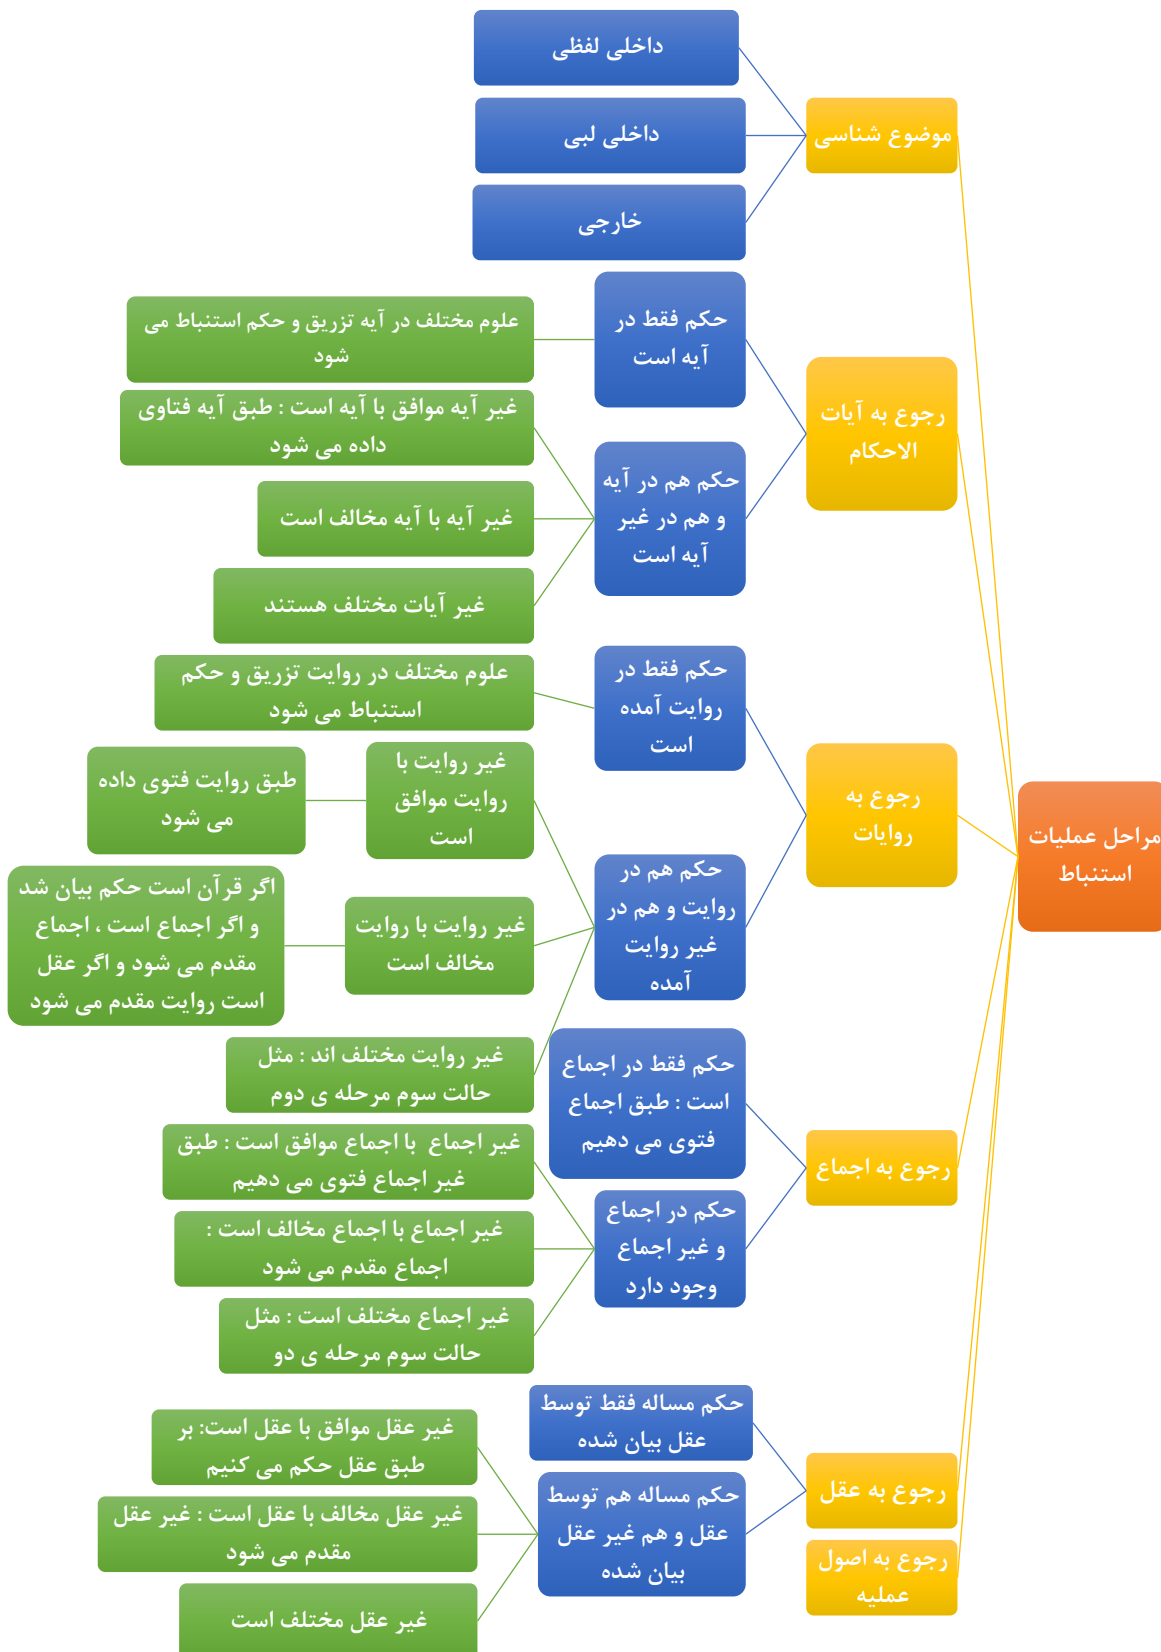 مراحل عملیات
استنباط
موضوع شناسی
داخلی لفظی
داخلی لبی
خارجی
رجوع به آیات
الاحکام
حکم فقط در
آیه است
علوم مختلف در آیه تزریق و حکم استنباط می
شود
حکم هم در آیه
و هم در غیر
آیه است
غیر آیه موافق با آیه است : طبق آیه فتاوی
داده می شود
غیر آیه با آیه مخالف است
غیر آیات مختلف هستند
رجوع به
روایات
حکم فقط در
روایت آمده
است
علوم مختلف در روایت تزریق و حکم
استنباط می شود
حکم هم در
روایت و هم در
غیر روایت
آمده
غیر روایت با
روایت موافق
است
طبق روایت فتوی داده
می شود
غیر روایت با روایت
مخالف است
اگر قرآن است حکم بیان شد
و اگر اجماع است ، اجماع
مقدم می شود و اگر عقل
است روایت مقدم می شود
غیر روایت مختلف اند : مثل
حالت سوم مرحله ی دوم
رجوع به اجماع
حکم فقط در اجماع
است : طبق اجماع
فتوی می دهیم
حکم در اجماع
و غیر اجماع
وجود دارد
غیر اجماع با اجماع موافق است : طبق
غیر اجماع فتوی می دهیم
غیر اجماع با اجماع مخالف است :
اجماع مقدم می شود
غیر اجماع مختلف است : مثل
حالت سوم مرحله ی دو
رجوع به عقل
حکم مساله فقط توسط
عقل بیان شده
حکم مساله هم توسط
عقل و هم غیر عقل
بیان شده
غیر عقل موافق با عقل است: بر
طبق عقل حکم می کنیم
غیر عقل مخالف با عقل است : غیر عقل
مقدم می شود
غیر عقل مختلف است
رجوع به اصول
عملیه